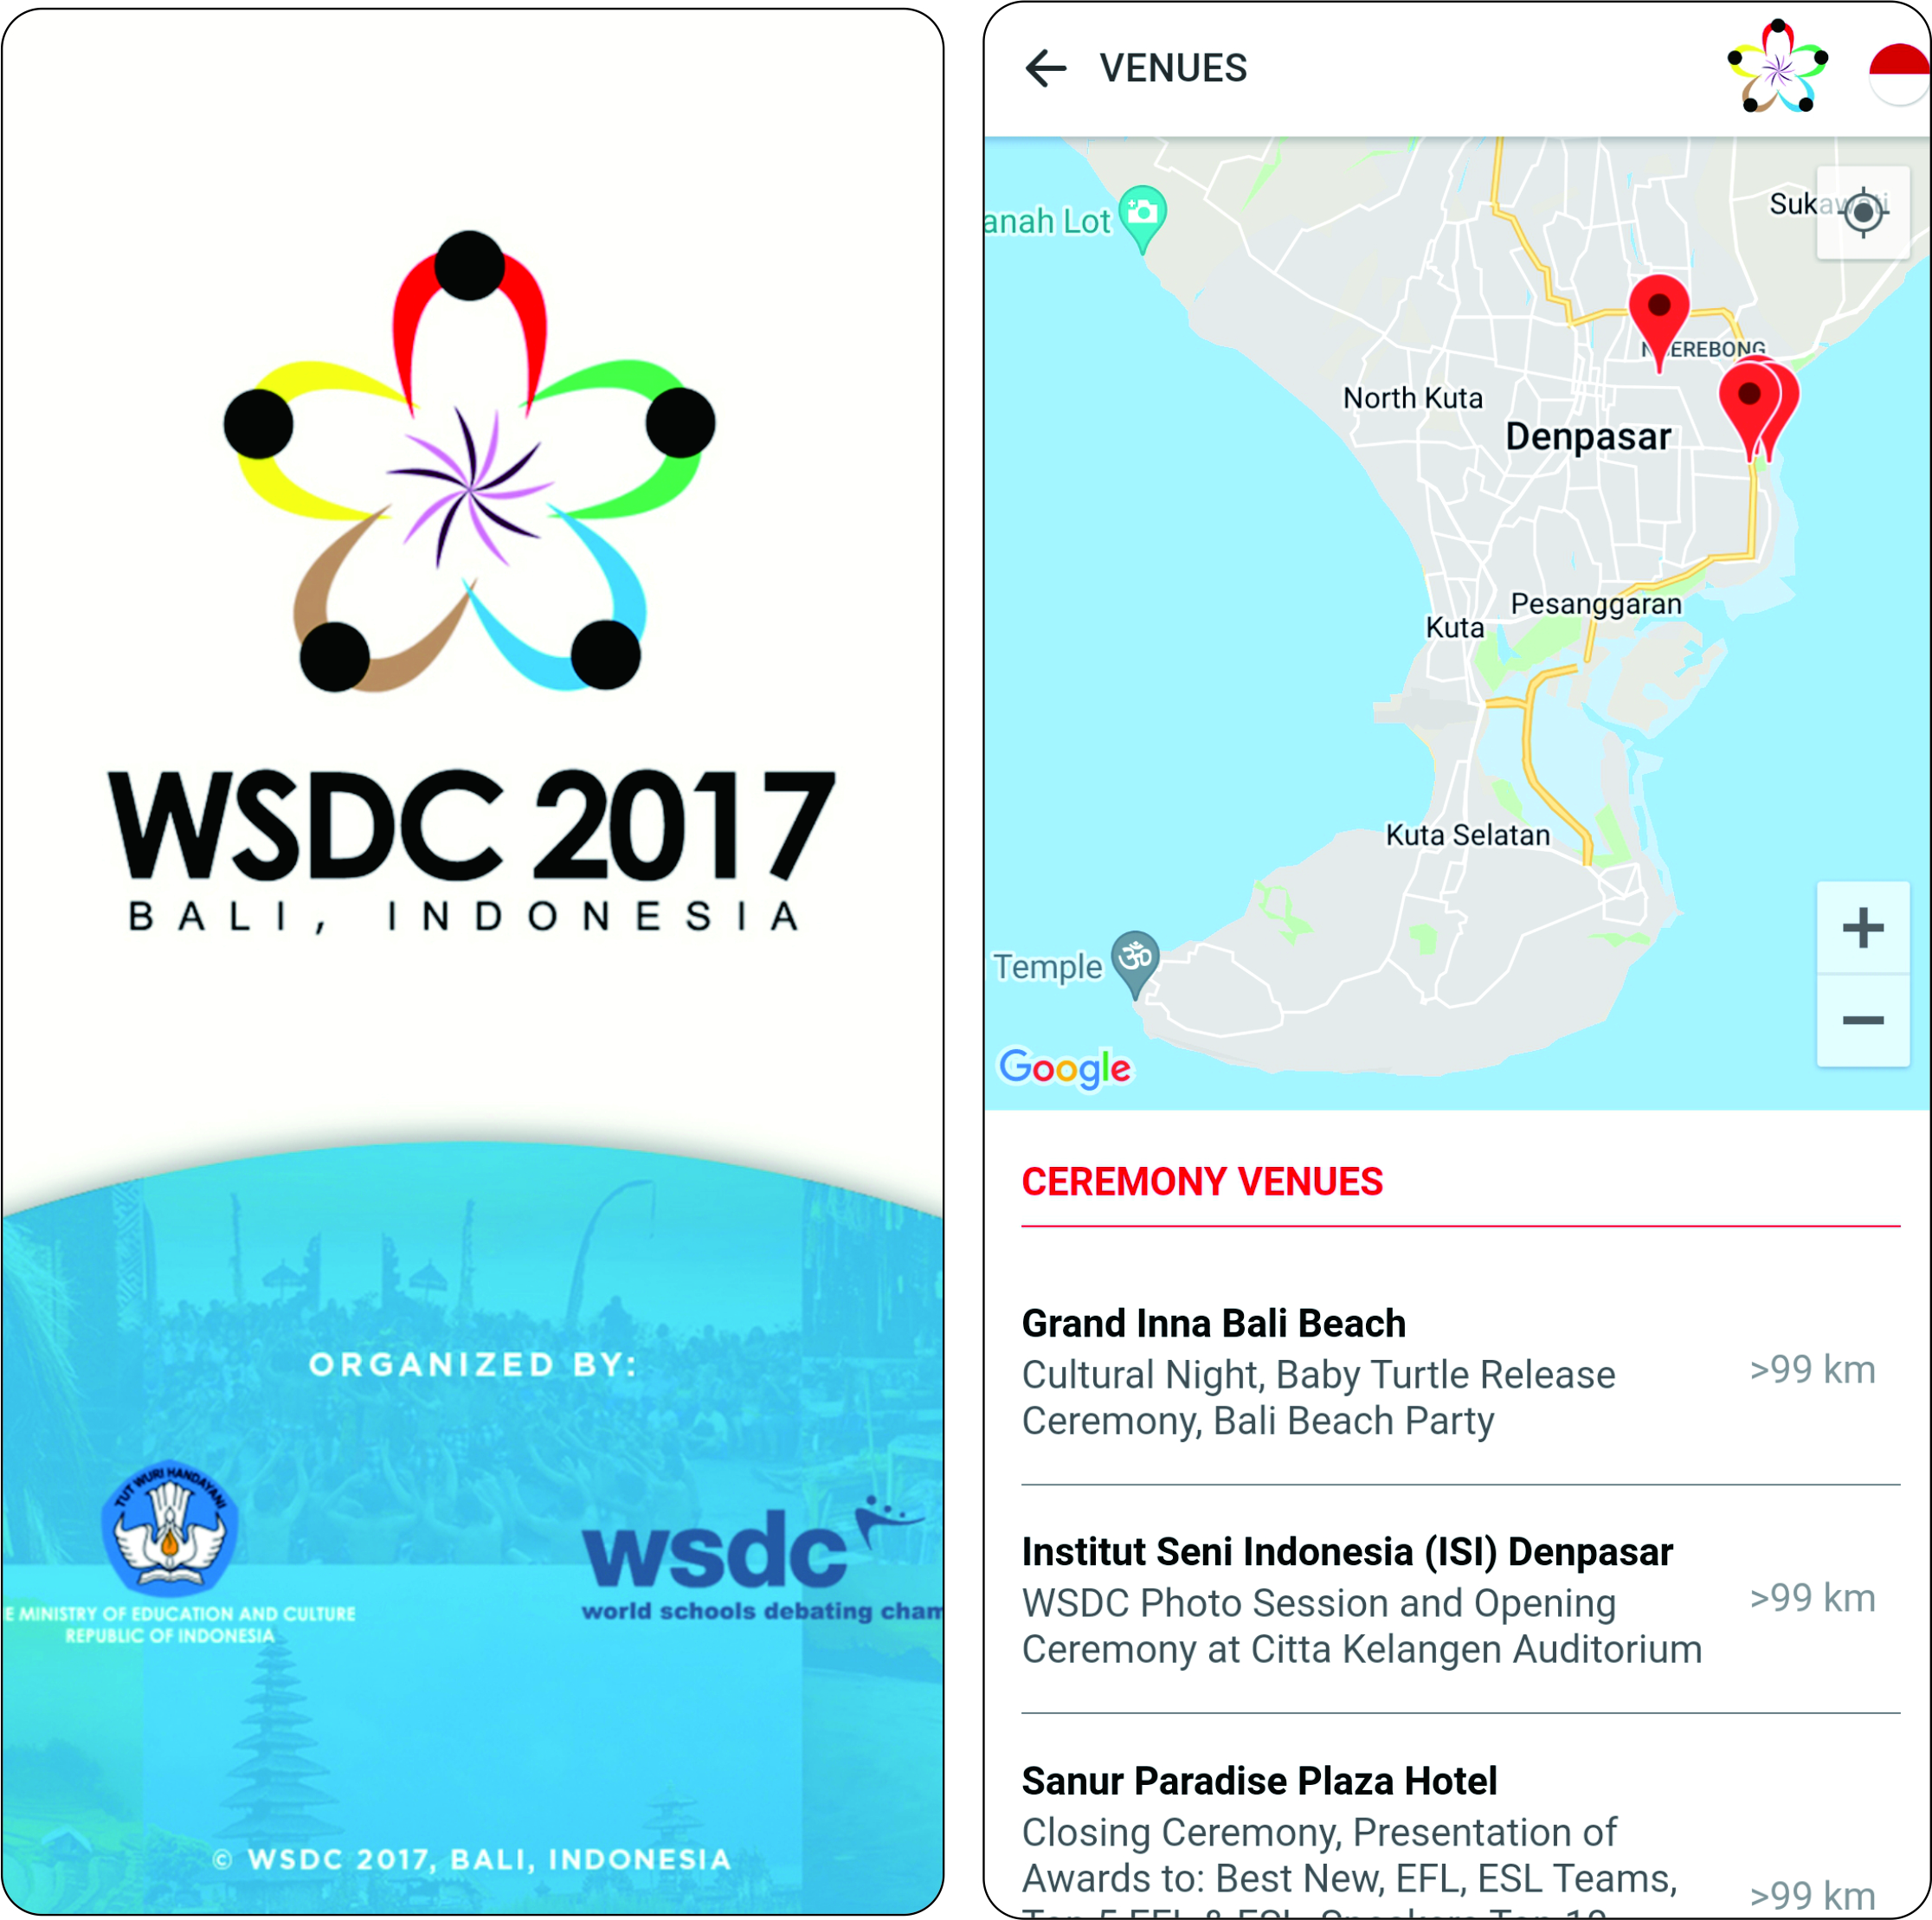 WSDC 2017
BALI, INDONESIA
ORGANIZED BY:
TUT WURI HANDAYANI
E MINISTRY OF EDUCATION AND CULTURE
REPUBLIC OF INDONESIA
wsdc
world schools debating cham
© WSDC 2017, BALI, INDONESIA
VENUES
anah Lot
Sukawati
EREBONG
North Kuta
Denpasar
Pesanggaran
Kuta
Kuta Selatan
Temple
Google
CEREMONY VENUES
Grand Inna Bali Beach
Cultural Night, Baby Turtle Release
Ceremony, Bali Beach Party
>99 km
Institut Seni Indonesia (ISI) Denpasar
WSDC Photo Session and Opening
Ceremony at Citta Kelangen Auditorium
>99 km
Sanur Paradise Plaza Hotel
Closing Ceremony, Presentation of
Awards to: Best New, EFL, ESL Teams,
>99 km